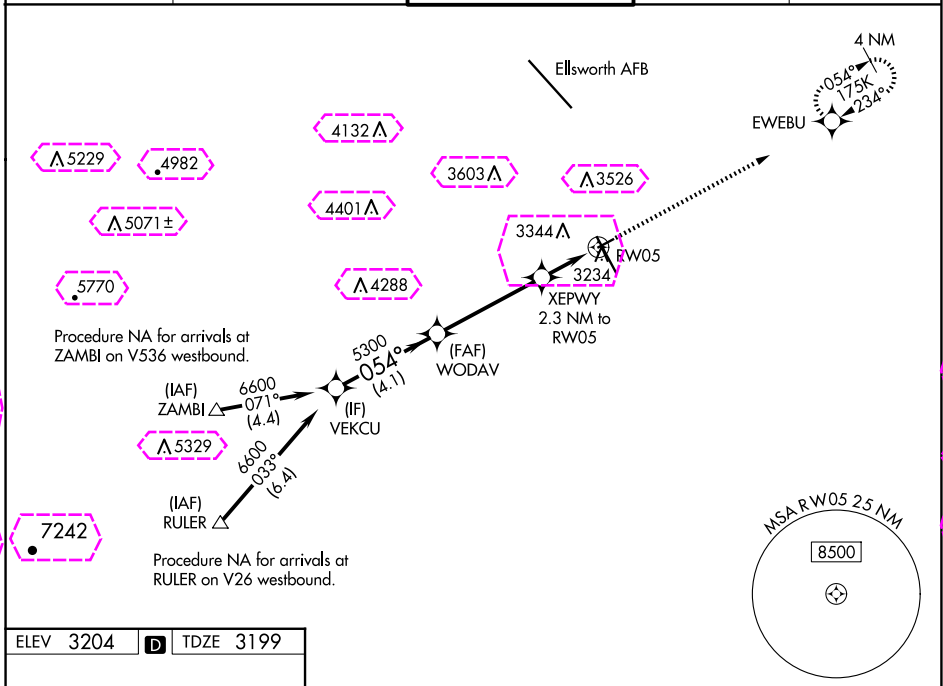 4 NM
054°
175K
234°
EWEBU
Ellsworth AFB
4132
5229
4982
3603
3526
4401
5071±
3344
RW05
3234
5770
4288
XEPWY
2.3 NM to
RW05
Procedure NA for arrivals at
ZAMBI on V536 westbound.
5300
054°
(4.1)
(FAF)
WODAV
(IAF)
ZAMBI
6600
071°
(4.4)
(IF)
VEKCU
5329
6600
033°
(6.4)
(IAF)
RULER
7242
Procedure NA for arrivals at
RULER on V26 westbound.
MSA RW05 25 NM
8500
ELEV 3204 D TDZE 3199